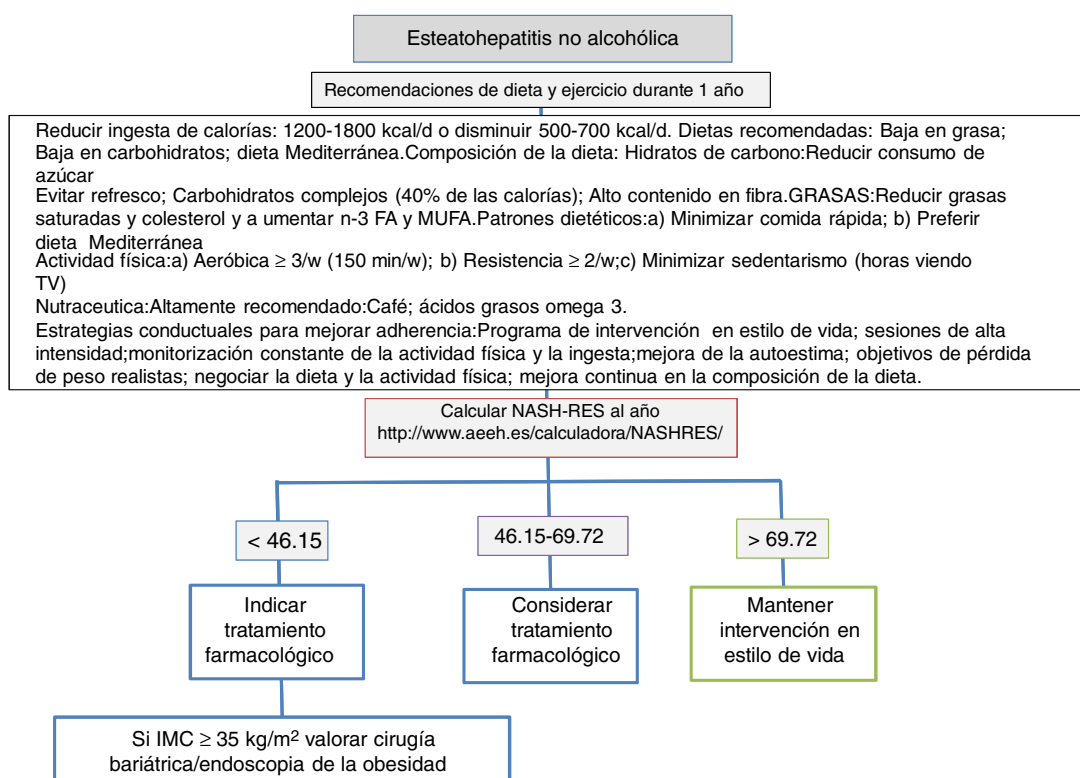 Esteatohepatitis no alcohólica
Recomendaciones de dieta y ejercicio durante 1 año
Reducir ingesta de calorías: 1200-1800 kcal/d o disminuir 500-700 kcal/d. Dietas recomendadas: Baja en grasa;
Baja en carbohidratos; dieta Mediterránea.Composición de la dieta: Hidratos de carbono:Reducir consumo de
azúcar
Evitar refresco; Carbohidratos complejos (40% de las calorías); Alto contenido en fibra.GRASAS:Reducir grasas
saturadas y colesterol y a umentar n-3 FA y MUFA.Patrones dietéticos:a) Minimizar comida rápida; b) Preferir
dieta Mediterránea
Actividad física:a) Aeróbica ≥ 3/w (150 min/w); b) Resistencia ≥ 2/w;c) Minimizar sedentarismo (horas viendo
TV)
Nutraceutica:Altamente recomendado:Café; ácidos grasos omega 3.
Estrategias conductuales para mejorar adherencia:Programa de intervención en estilo de vida; sesiones de alta
intensidad;monitorización constante de la actividad física y la ingesta;mejora de la autoestima; objetivos de pérdida
de peso realistas; negociar la dieta y la actividad física; mejora continua en la composición de la dieta.
Calcular NASH-RES al año
http://www.aeeh.es/calculadora/NASHRES/
< 46.15
46.15-69.72
> 69.72
Indicar
tratamiento
farmacológico
Considerar
tratamiento
farmacológico
Mantener
intervención en
estilo de vida
Si IMC ≥ 35 kg/m² valorar cirugía
bariátrica/endoscopia de la obesidad